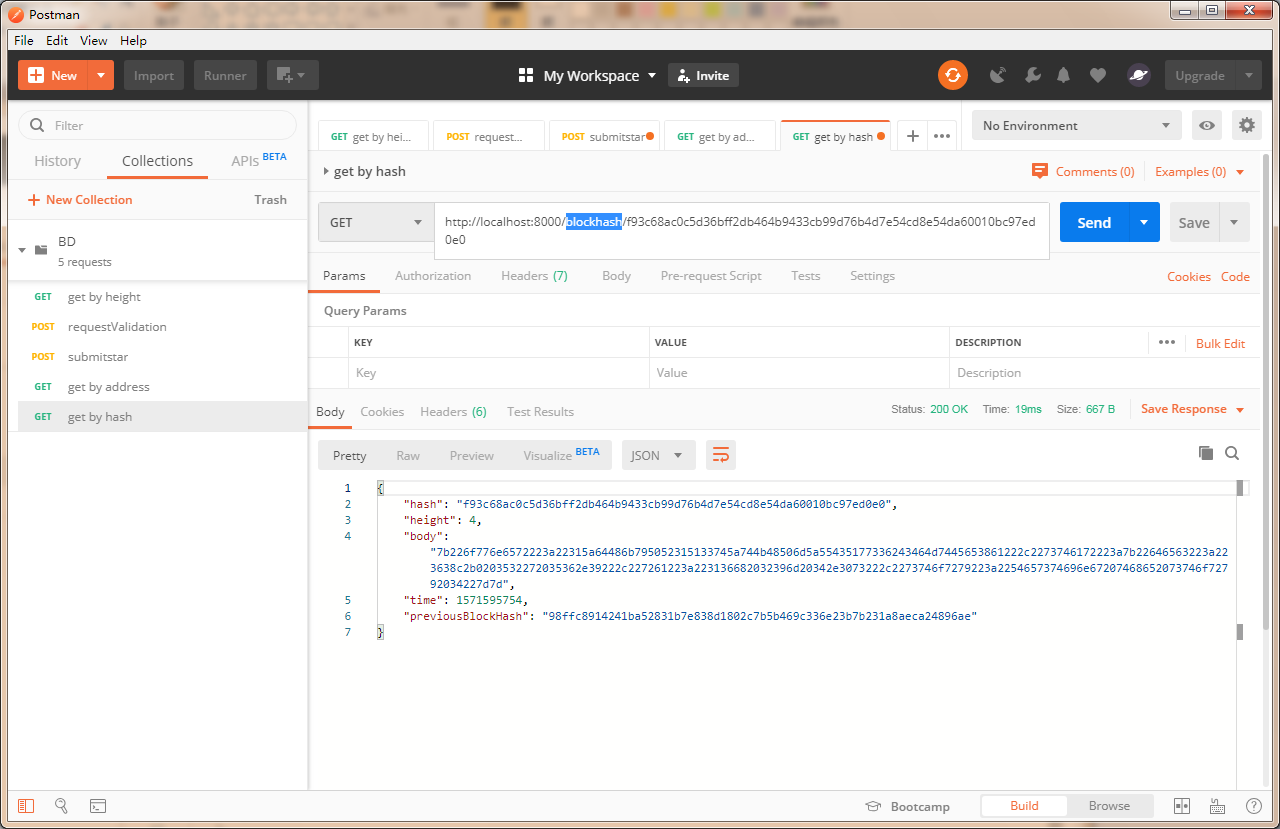 Postman
File Edit View Help
New Import Runner My Workspace Invite Upgrade
Filter
History Collections APIs BETA
New Collection Trash
BD
5 requests
GET get by height
POST requestValidation
POST submitstar
GET get by address
GET get by hash
GET get by hei... POST request... POST submitstar GET get by ad... GET get by hash + ••• No Environment
get by hash Comments (0) Examples (0)
GET http://localhost:8000/blockhash/f93c68ac0c5d36bff2db464b9433cb99d76b4d7e54cd8e54da60010bc97ed
0e0
Send Save
Params Authorization Headers (7) Body Pre-request Script Tests Settings Cookies Code
Query Params
KEY VALUE DESCRIPTION ••• Bulk Edit
Key Value Description
Body Cookies Headers (6) Test Results Status: 200 OK Time: 19ms Size: 667 B Save Response
Pretty Raw Preview Visualize BETA JSON
1 {
2 "hash": "f93c68ac0c5d36bff2db464b9433cb99d76b4d7e54cd8e54da60010bc97ed0e0",
3 "height": 4,
4 "body":
"7b226f776e6572223a22315a64486b795052315133745a744b48506d5a55435177336243464d7445653861222c2273746172223a7b22646563223a22
3638c2b0203532272035362e39222c227261223a223136682032396d20342e3073222c2273746f7279223a2254657374696e67207468652073746f72
792034227d7d",
5 "time": 1571595754,
6 "previousBlockHash": "98ffc8914241ba52831b7e838d1802c7b5b469c336e23b7b231a8aeca24896ae"
7 }
Bootcamp Build Browse